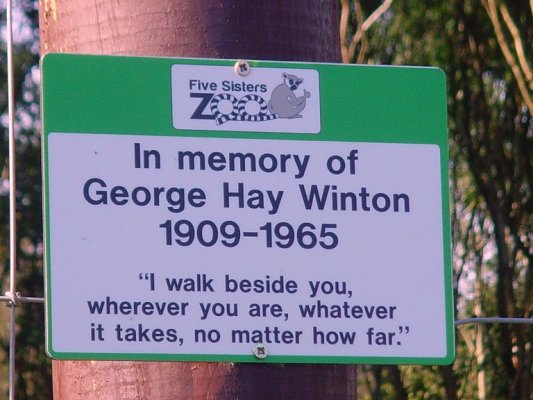 Five Sisters
ZOO
In memory of
George Hay Winton
1909-1965
“I walk beside you,
wherever you are, whatever
it takes, no matter how far.”